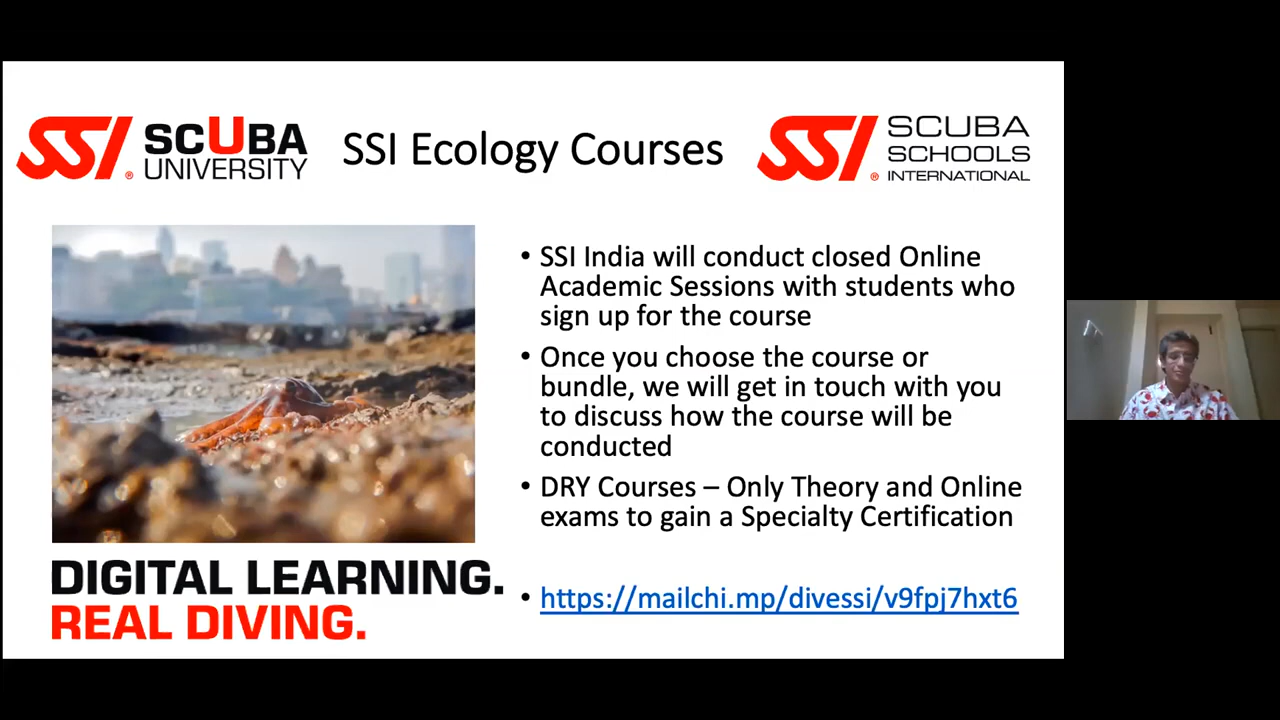 SSI® SCUBA UNIVERSITY
SSI Ecology Courses
SSI® SCUBA SCHOOLS INTERNATIONAL
• SSI India will conduct closed Online
Academic Sessions with students who
sign up for the course
• Once you choose the course or
bundle, we will get in touch with you
to discuss how the course will be
conducted
• DRY Courses – Only Theory and Online
exams to gain a Specialty Certification
• https://mailchi.mp/divessi/v9fpj7hxt6
DIGITAL LEARNING.
REAL DIVING.